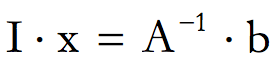 I · x = A⁻¹ · b